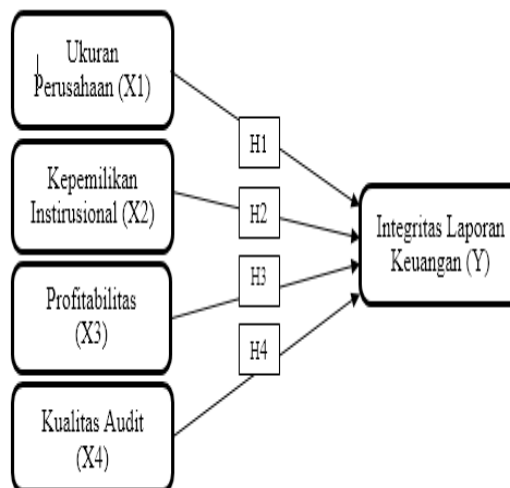 Ukuran
Perusahaan (X1)
H1
Kepemilikan
Instirusional (X2)
H2
Integritas Laporan
Keuangan (Y)
H3
Profitabilitas
(X3)
H4
Kualitas Audit
(X4)